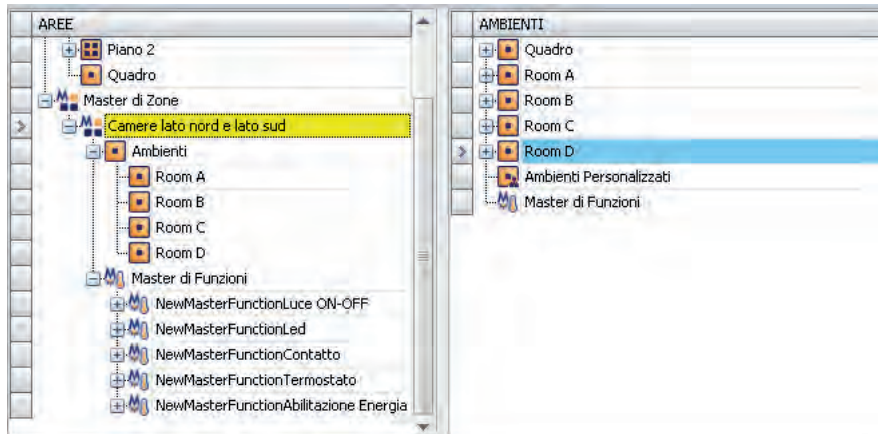 AREE
Piano 2
Quadro
Master di Zone
Camere lato nord e lato sud
Ambienti
Room A
Room B
Room C
Room D
Master di Funzioni
NewMasterFunctionLuce ON-OFF
NewMasterFunctionLed
NewMasterFunctionContatto
NewMasterFunctionTermostato
NewMasterFunctionAbilitazione Energia
AMBIENTI
Quadro
Room A
Room B
Room C
Room D
Ambienti Personalizzati
Master di Funzioni